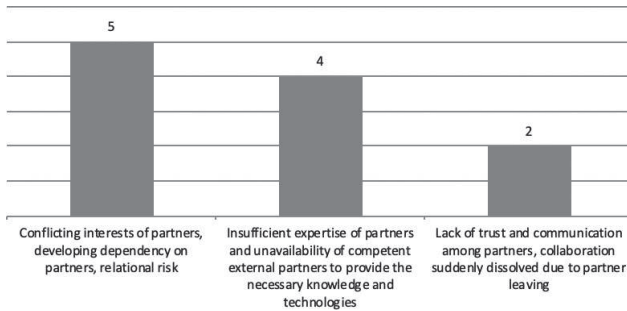 5
4
2
Conflicting interests of partners,
developing dependency on
partners, relational risk
Insufficient expertise of partners
and unavailability of competent
external partners to provide the
necessary knowledge and
technologies
Lack of trust and communication
among partners, collaboration
suddenly dissolved due to partner
leaving